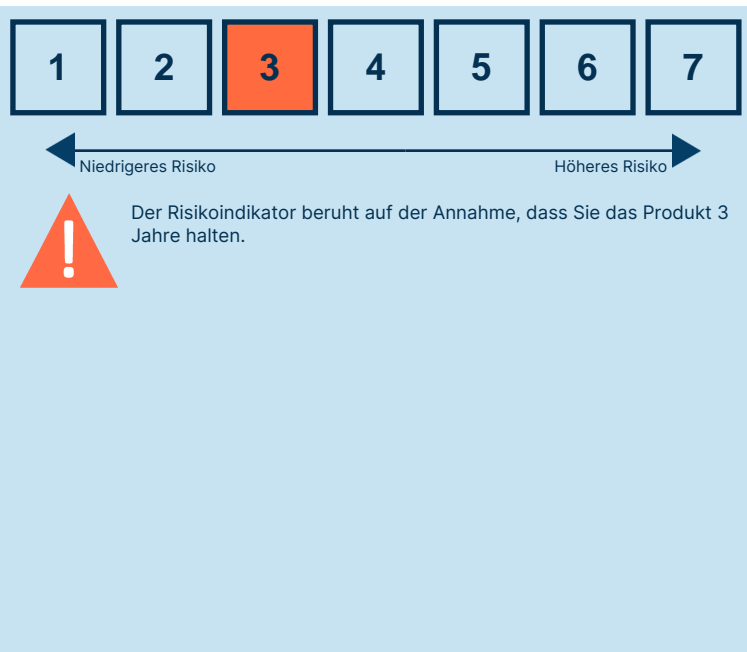 1 2 3 4 5 6 7
Niedrigeres Risiko Höheres Risiko
Der Risikoindikator beruht auf der Annahme, dass Sie das Produkt 3
Jahre halten.